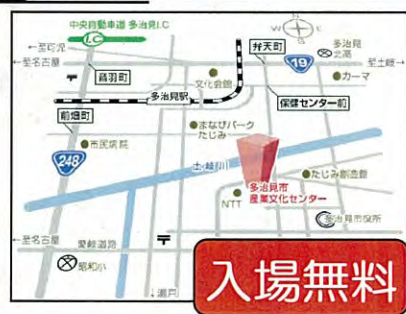 中央自動車道 多治見I.C
I.C
←至可児
←至名古屋
音羽町
文化会館
弁天町
19
多治見
北高
至土岐→
カーマ
多治見駅
保健センター前
前畑町
市民病院
まなびパーク
たじみ
248
土岐川
たじみ創造館
NTT
多治見市
産業文化センター
多治見市役所
←至名古屋
愛岐道路
昭和小
↓瀬戸
入場無料